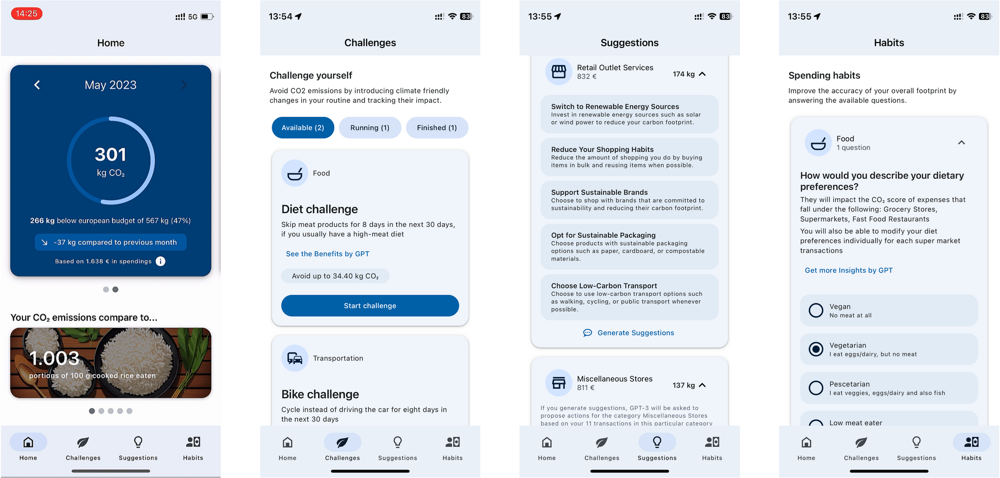 14:25
5G
Home
May 2023
301
kg CO₂
266 kg below european budget of 567 kg (47%)
-37 kg compared to previous month
Based on 1.638 € in spendings
i
Your CO₂ emissions compare to...
1.003
portions of 100 g cooked rice eaten
Home
Challenges
Suggestions
Habits
13:54
83
Challenges
Challenge yourself
Avoid CO2 emissions by introducing climate friendly
changes in your routine and tracking their impact.
Available (2)
Running (1)
Finished (1)
Food
Diet challenge
Skip meat products for 8 days in the next 30 days,
if you usually have a high-meat diet
See the Benefits by GPT
Avoid up to 34.40 kg CO₂
Start challenge
Transportation
Bike challenge
Cycle instead of driving the car for eight days in
the next 30 days
Home
Challenges
Suggestions
Habits
13:55
83
Suggestions
Retail Outlet Services
832 €
174 kg
Switch to Renewable Energy Sources
Invest in renewable energy sources such as solar
or wind power to reduce your carbon footprint.
Reduce Your Shopping Habits
Reduce the amount of shopping you do by buying
items in bulk and reusing items when possible.
Support Sustainable Brands
Choose to shop with brands that are committed to
sustainability and reducing their carbon footprint.
Opt for Sustainable Packaging
Choose products with sustainable packaging
options such as paper, cardboard, or compostable
materials.
Choose Low-Carbon Transport
Choose to use low-carbon transport options such
as walking, cycling, or public transport whenever
possible.
Generate Suggestions
Miscellaneous Stores
811 €
137 kg
If you generate suggestions, GPT-3 will be asked to
propose actions for the category Miscellaneous Stores
based on your 11 transactions in this particular category
Home
Challenges
Suggestions
Habits
13:55
83
Habits
Spending habits
Improve the accuracy of your overall footprint by
answering the available questions.
Food
1 question
How would you describe your dietary
preferences?
They will impact the CO₂ score of expenses that
fall under the following: Grocery Stores,
Supermarkets, Fast Food Restaurants
You will also be able to modify your diet
preferences individually for each super market
transactions
Get more Insights by GPT
Vegan
No meat at all
Vegetarian
I eat eggs/dairy, but no meat
Pescetarian
I eat veggies, eggs/dairy and also fish
Low meat eater
Home
Challenges
Suggestions
Habits